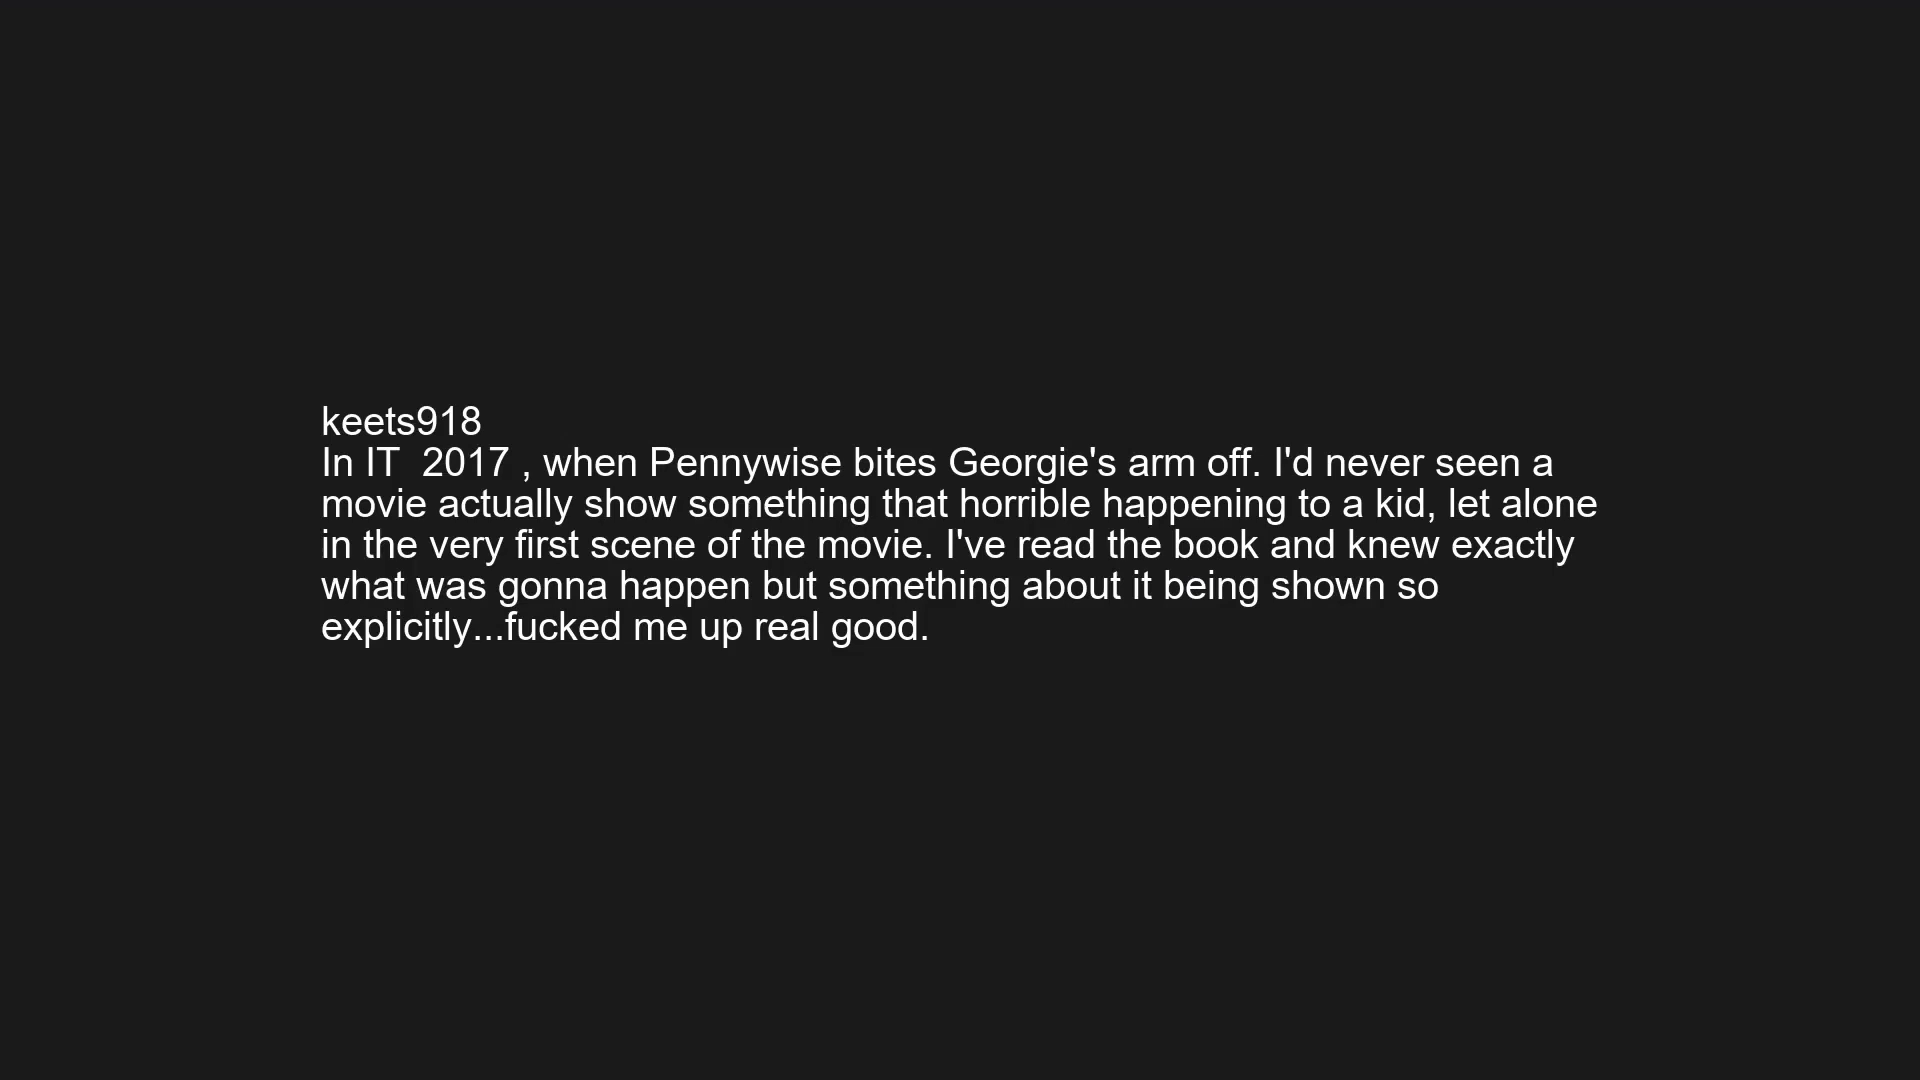 keets918
In IT  2017 , when Pennywise bites Georgie's arm off. I'd never seen a
movie actually show something that horrible happening to a kid, let alone
in the very first scene of the movie. I've read the book and knew exactly
what was gonna happen but something about it being shown so
explicitly...fucked me up real good.